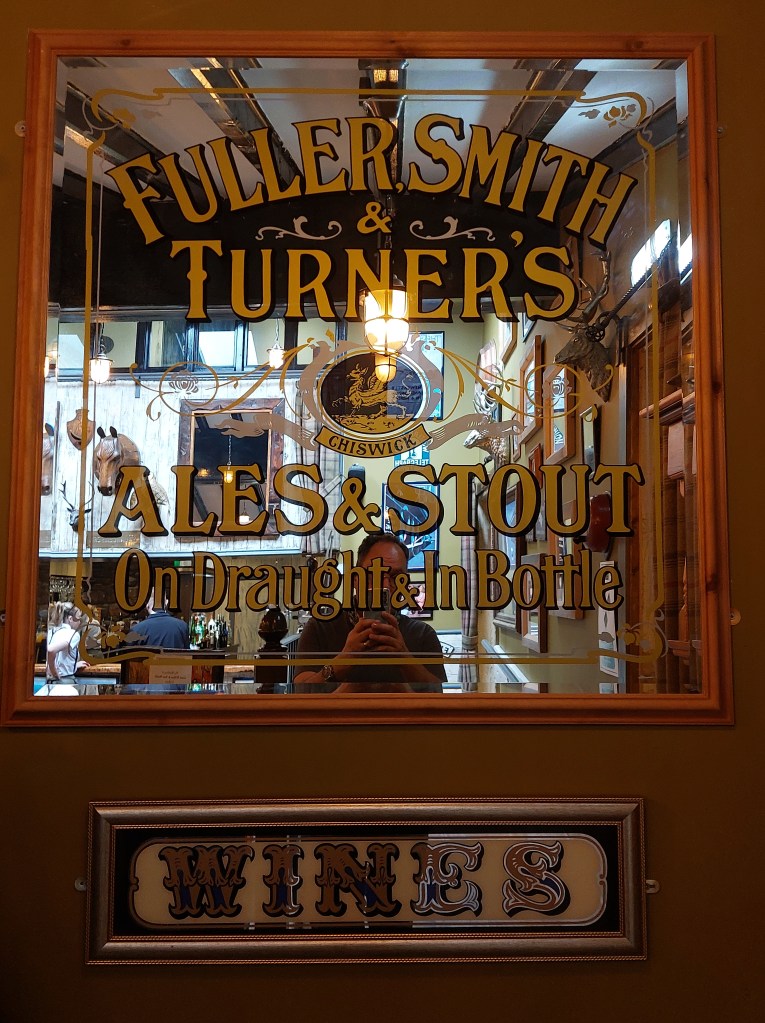 FULLER, SMITH
&
TURNER'S
CHISWICK
ALES & STOUT
On Draught & In Bottle
WINES